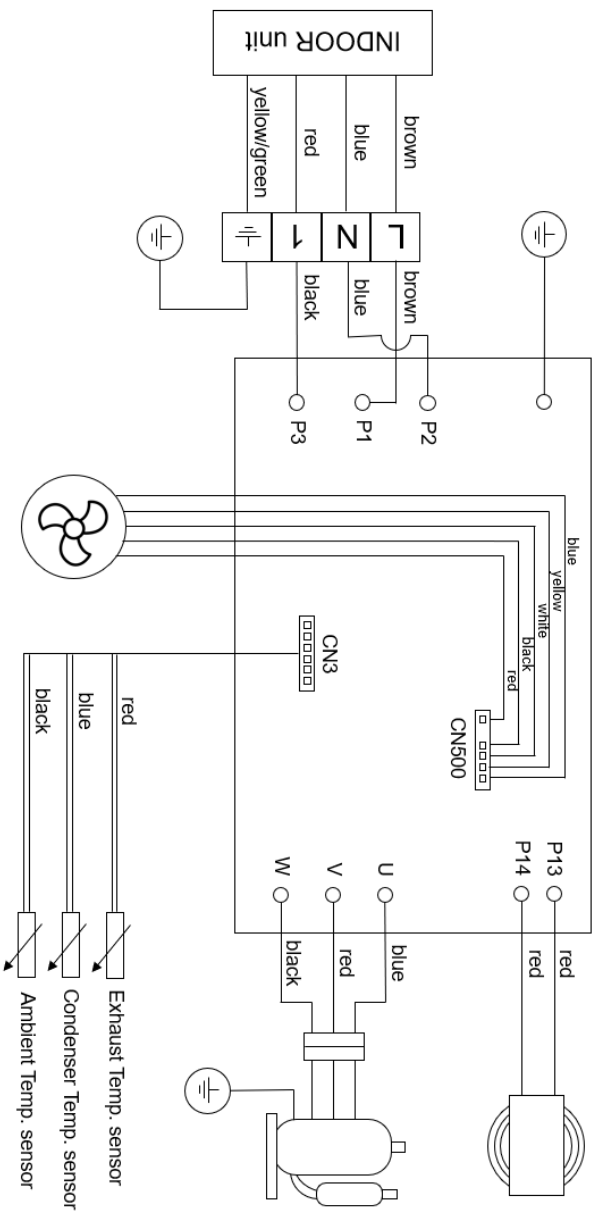 INDOOR unit
yellow/green
red
blue
brown
1
N
L
black
blue
brown
P3
P1
P2
blue
yellow
white
black
red
CN3
CN500
black
blue
red
W
V
U
P14
P13
black
red
blue
red
red
Ambient Temp. sensor
Condenser Temp. sensor
Exhaust Temp. sensor